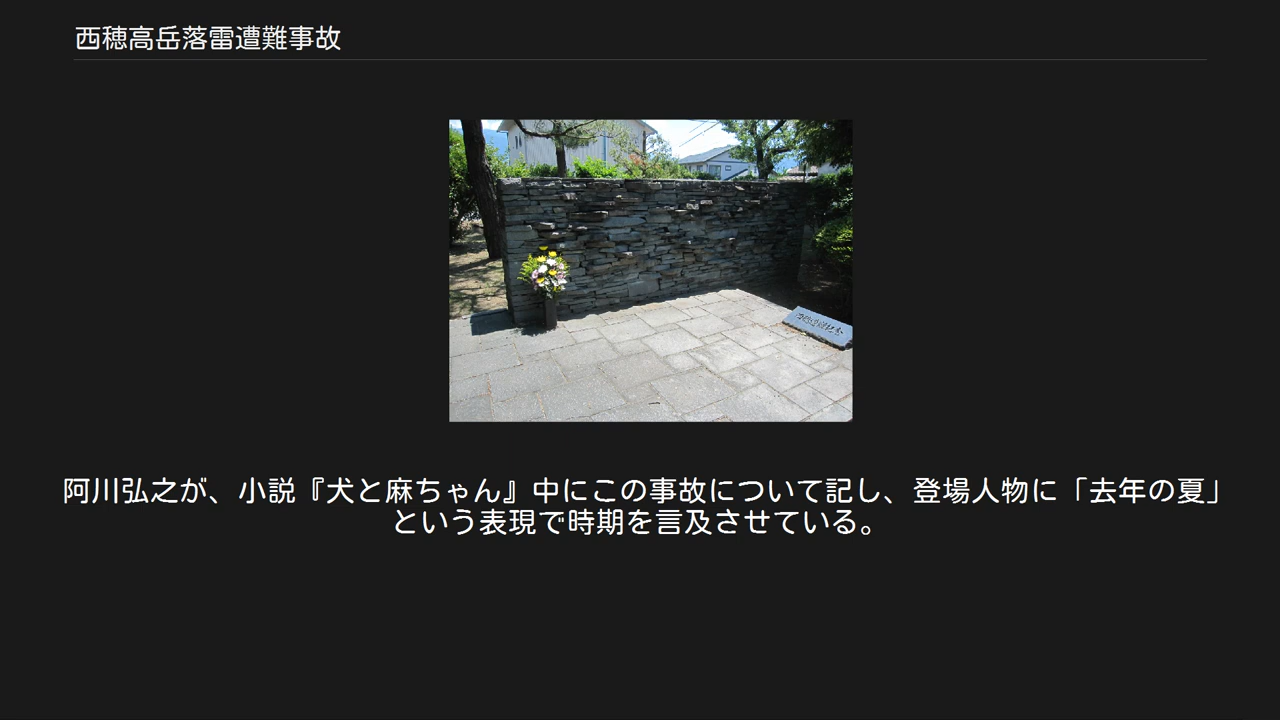 西穂高岳落雷遭難事故
阿川弘之が、小説『犬と麻ちゃん』中にこの事故について記し、登場人物に「去年の夏」
という表現で時期を言及させている。